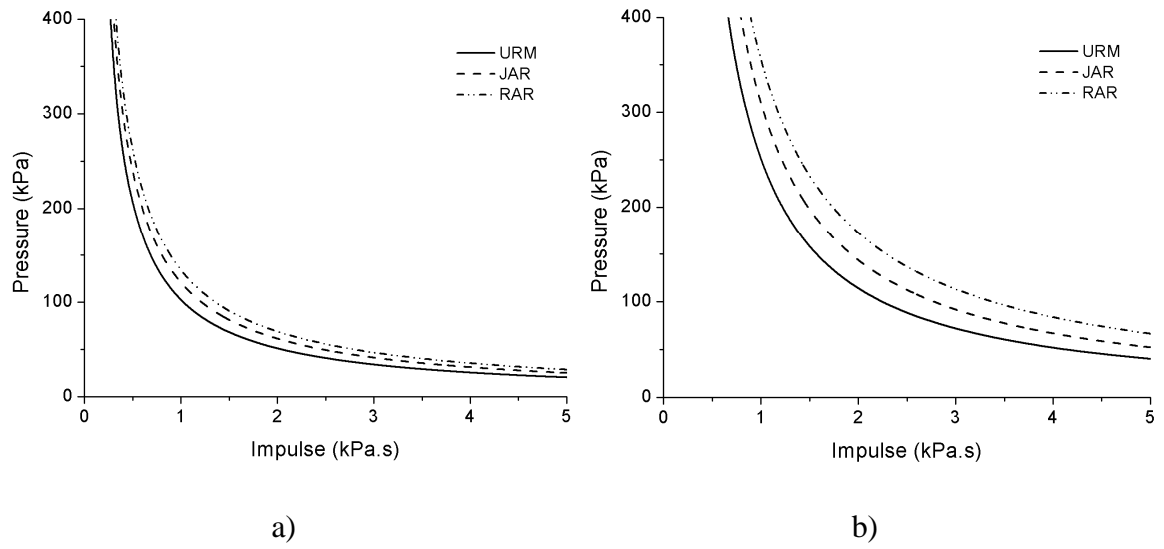 400
300
200
100
0
Pressure (kPa)
URM
JAR
RAR
0 1 2 3 4 5
Impulse (kPa.s)
a)
400
300
200
100
0
Pressure (kPa)
URM
JAR
RAR
0 1 2 3 4 5
Impulse (kPa.s)
b)